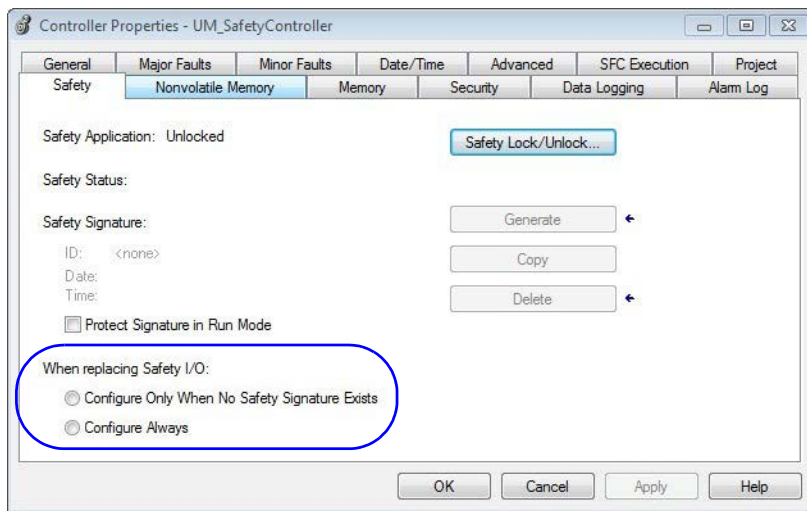 Controller Properties - UM_SafetyController
General Major Faults Minor Faults Date/Time Advanced SFC Execution Project
Safety Nonvolatile Memory Memory Security Data Logging Alarm Log
Safety Application: Unlocked
Safety Lock/Unlock...
Safety Status:
Safety Signature:
Generate
ID: <none>
Copy
Date:
Time:
Delete
Protect Signature in Run Mode
When replacing Safety I/O:
Configure Only When No Safety Signature Exists
Configure Always
OK Cancel Apply Help